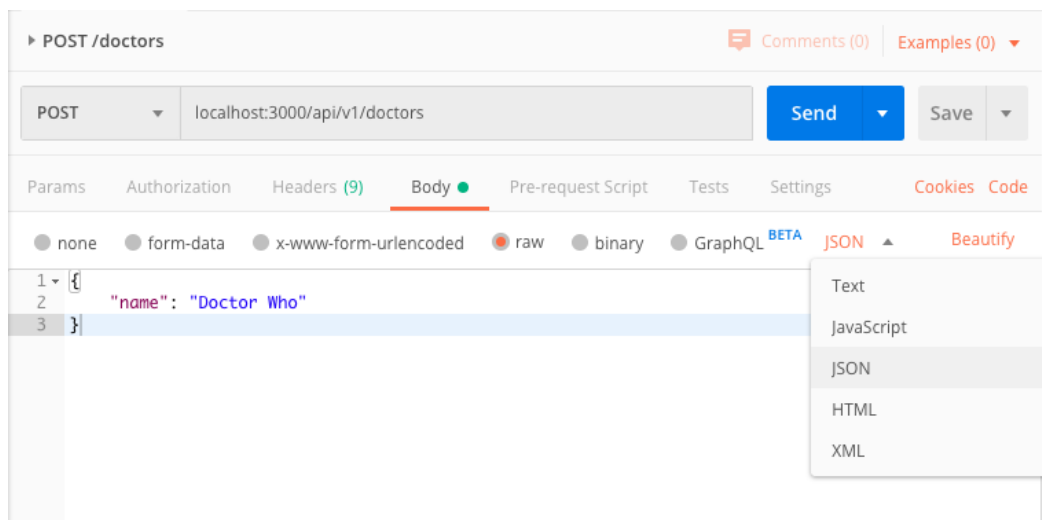 POST /doctors Comments (0) Examples (0)
POST localhost:3000/api/v1/doctors Send Save
Params Authorization Headers (9) Body Pre-request Script Tests Settings Cookies Code
none form-data x-www-form-urlencoded raw binary GraphQL BETA JSON Beautify
1 {
2 "name": "Doctor Who"
3 }
Text
JavaScript
JSON
HTML
XML